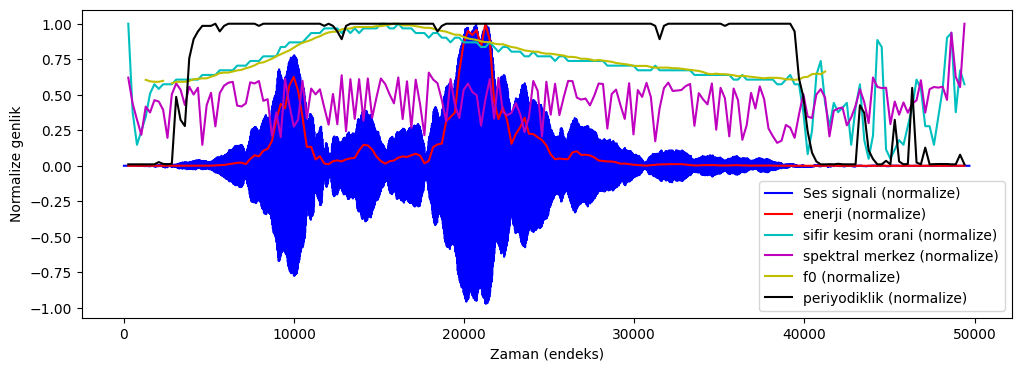 1.00
0.75
0.50
0.25
0.00
−0.25
−0.50
−0.75
−1.00
Normalize genlik
0
10000
20000
30000
40000
50000
Zaman (endeks)
Ses signali (normalize)
enerji (normalize)
sifir kesim orani (normalize)
spektral merkez (normalize)
f0 (normalize)
periyodiklik (normalize)